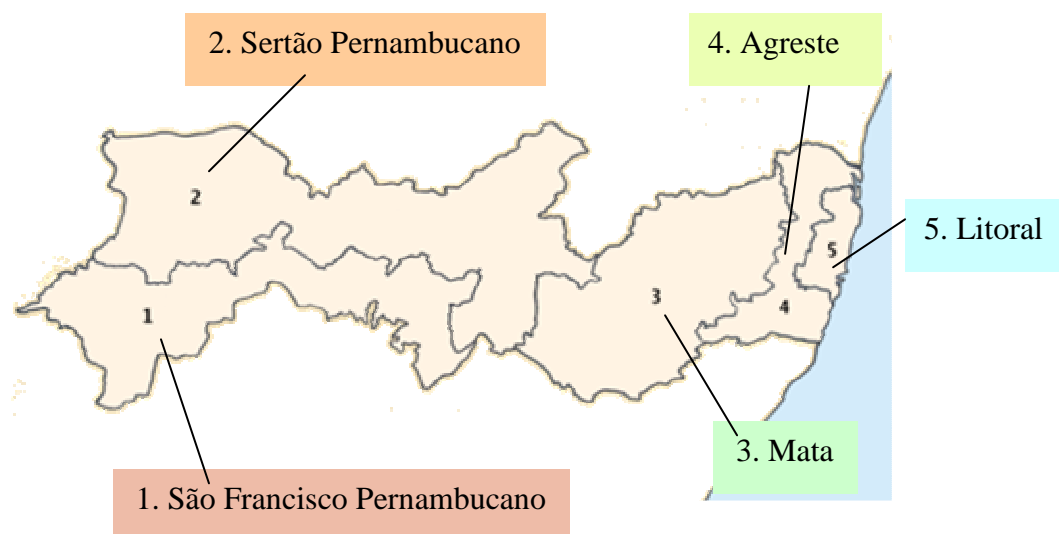 2. Sertão Pernambucano
4. Agreste
2
5. Litoral
5
3
4
1
3. Mata
1. São Francisco Pernambucano